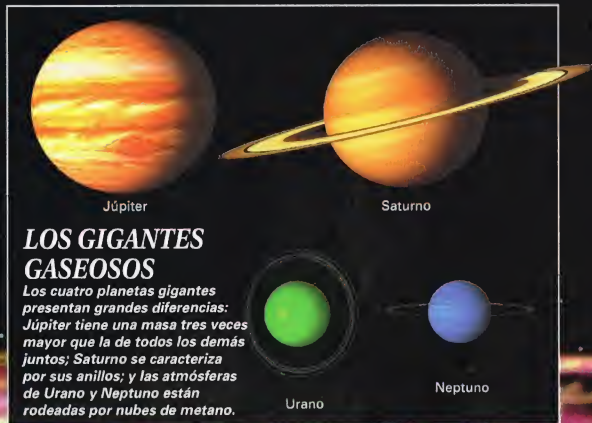 Júpiter
Saturno
LOS GIGANTES
GASEOSOS
Los cuatro planetas gigantes
presentan grandes diferencias:
Júpiter tiene una masa tres veces
mayor que la de todos los demás
juntos; Saturno se caracteriza
por sus anillos; y las atmósferas
de Urano y Neptuno están
rodeadas por nubes de metano.
Urano
Neptuno